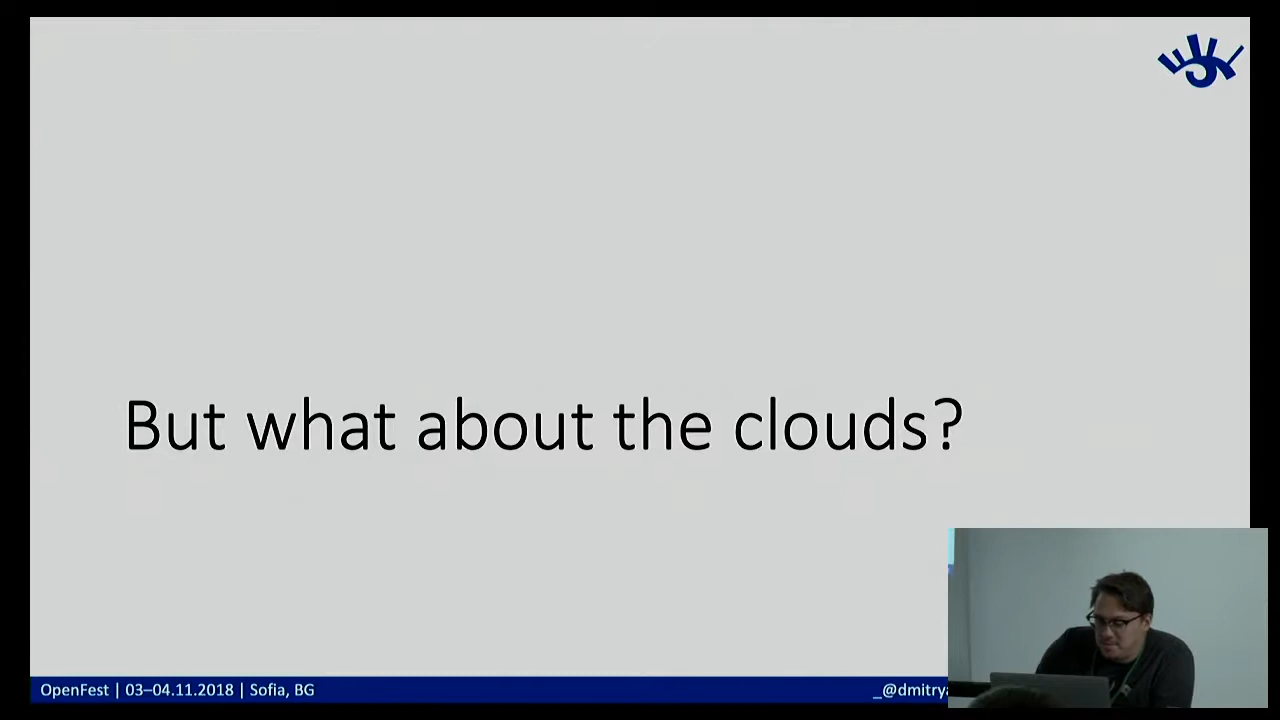 But what about the clouds?
OpenFest | 03–04.11.2018 | Sofia, BG